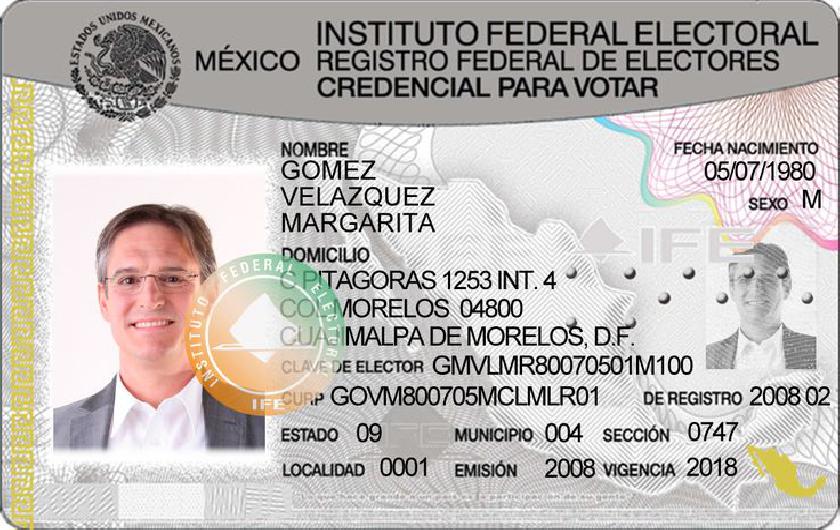 ESTADOS UNIDOS MEXICANOS
MÉXICO
INSTITUTO FEDERAL ELECTORAL
REGISTRO FEDERAL DE ELECTORES
CREDENCIAL PARA VOTAR
NOMBRE
GOMEZ
VELAZQUEZ
MARGARITA
FECHA NACIMIENTO
05/07/1980
SEXO M
IFE
DOMICILIO
PITAGORAS 1253 INT. 4
MORELOS 04800
MALPA DE MORELOS, D.F.
INSTITUTO FEDERAL ELECTORAL
IFE
CLAVE DE ELECTOR GMVLMR80070501M100
CURP GOVM800705MCLMLR01 DE REGISTRO 2008 02
ESTADO 09 MUNICIPIO 004 SECCIÓN 0747
LOCALIDAD 0001 EMISIÓN 2008 VIGENCIA 2018